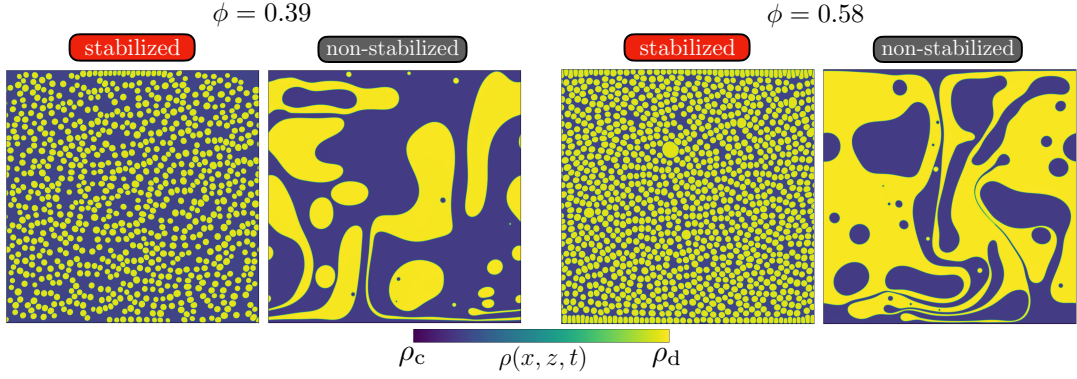 ϕ = 0.39
ϕ = 0.58
stabilized
non-stabilized
stabilized
non-stabilized
ρc
ρ(x, z, t)
ρd